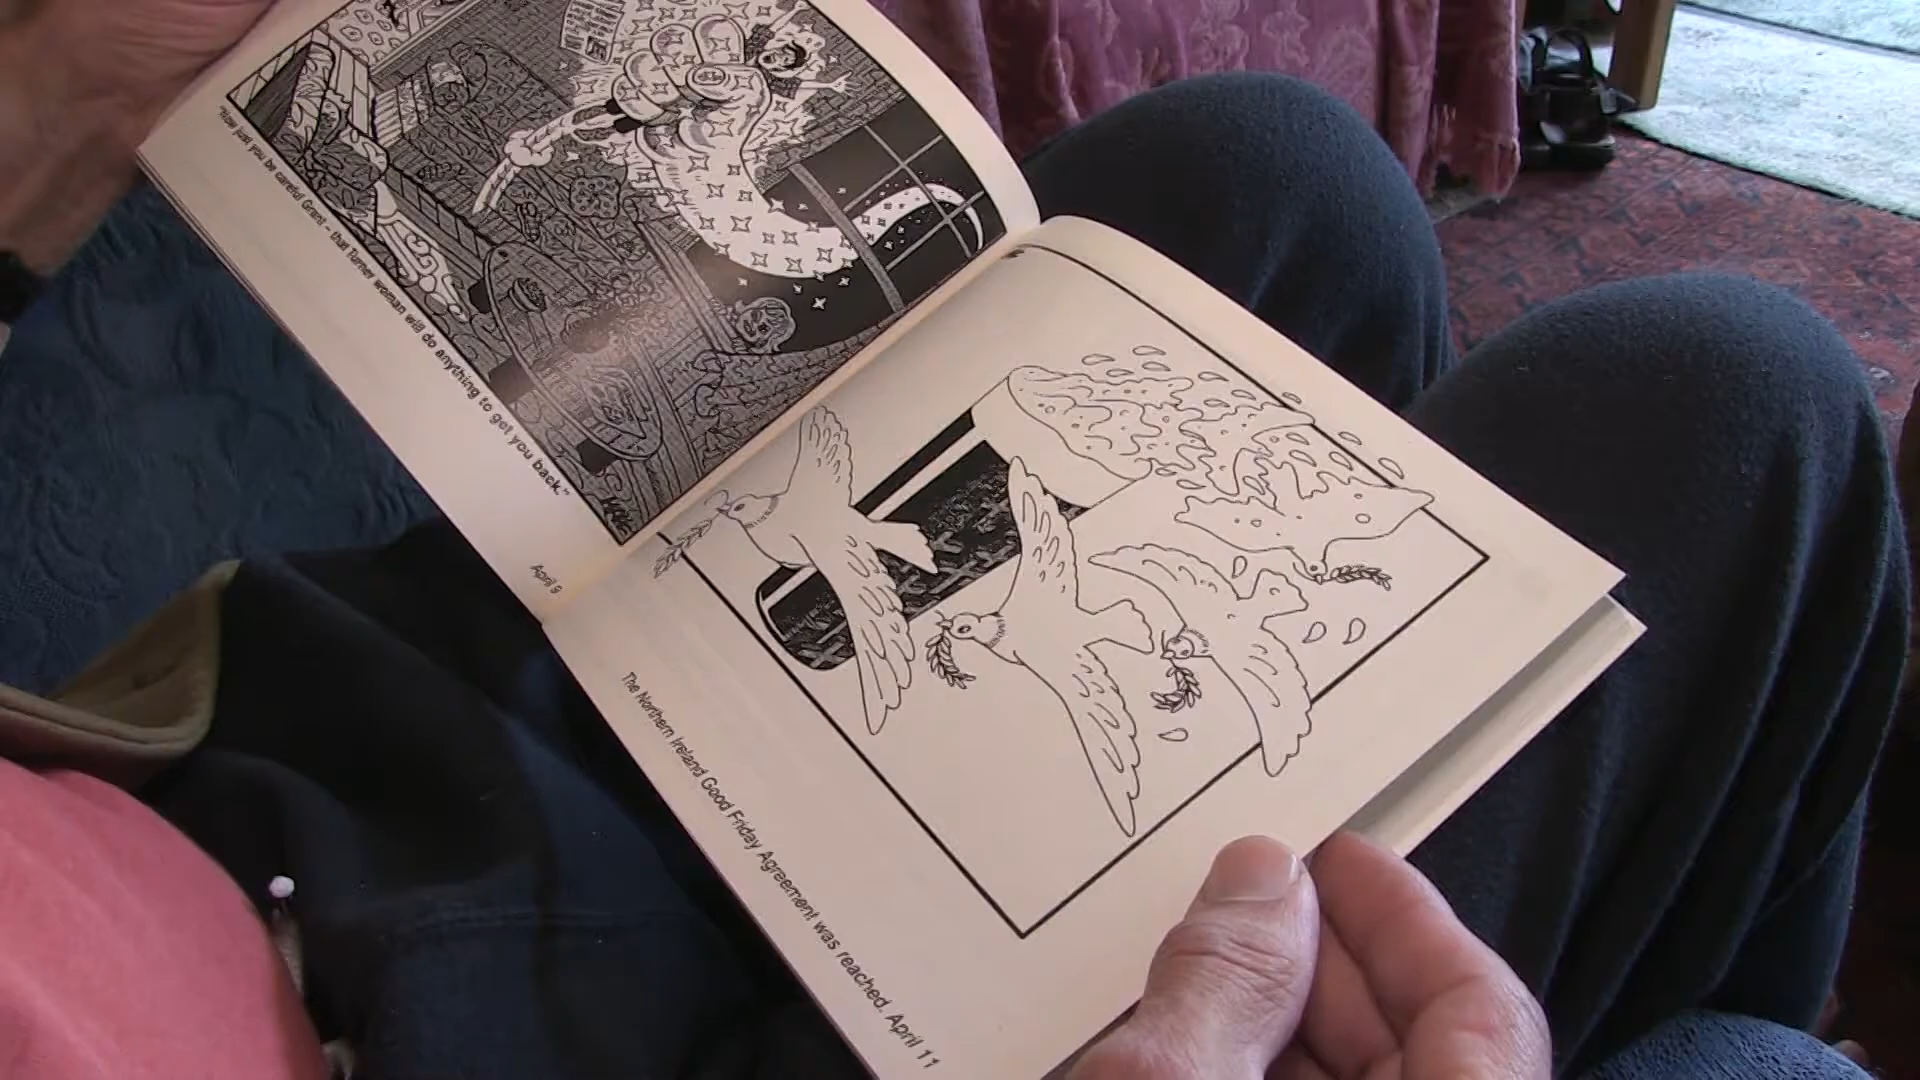 "Now just you be careful Grant – that Turner woman will do anything to get you back."
April 9
The Northern Ireland Good Friday Agreement was reached. April 11